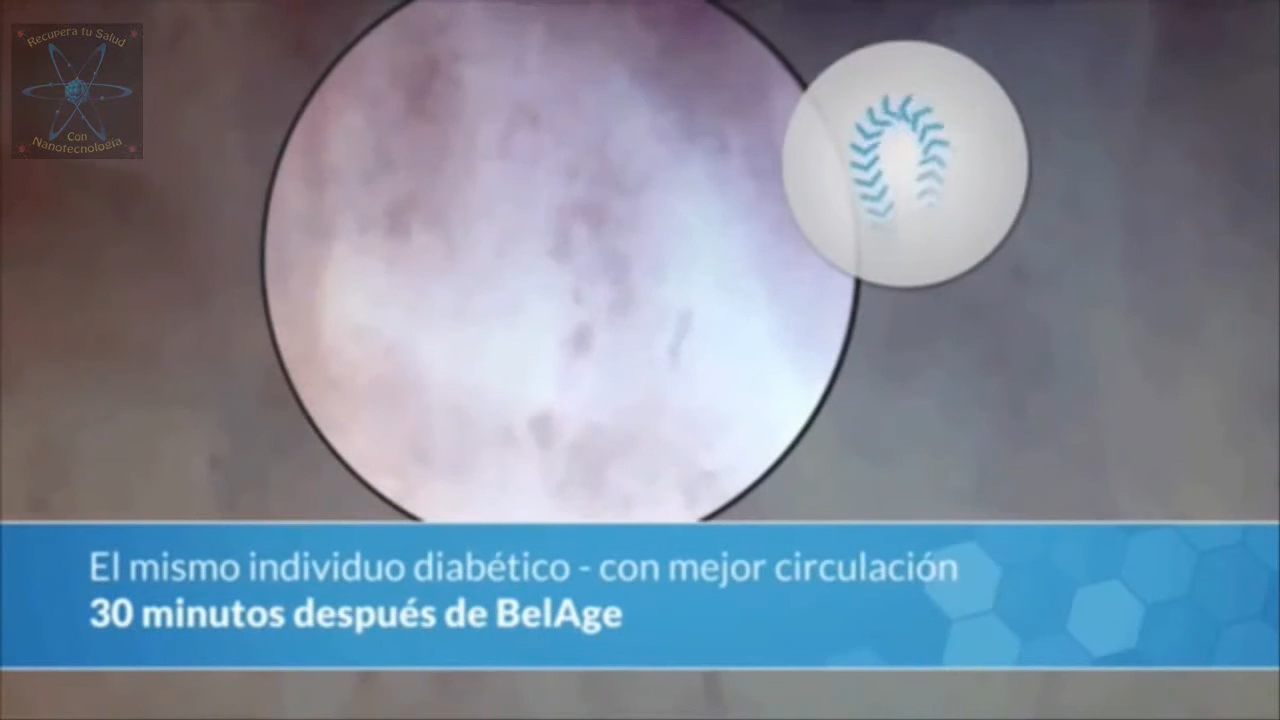 Recupera tu Salud
Con
Nanotecnología
El mismo individuo diabético - con mejor circulación
30 minutos después de BelAge